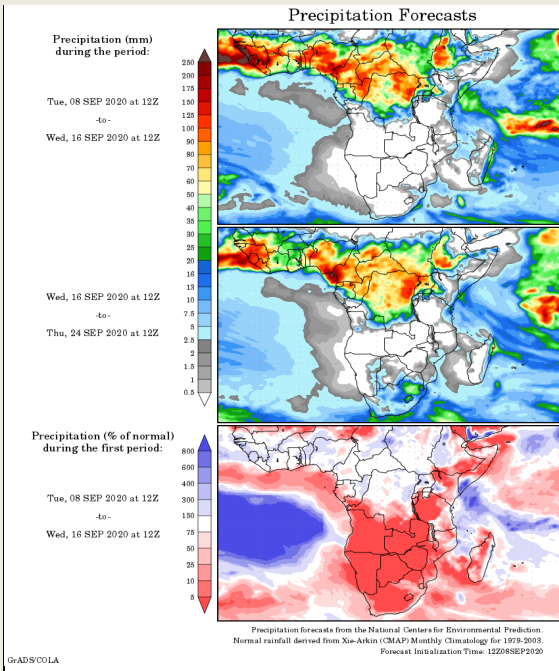 Precipitation Forecasts
Precipitation (mm)
during the period:
Tue, 08 SEP 2020 at 12Z
-to-
Wed, 16 SEP 2020 at 12Z
250
200
175
150
125
100
90
80
70
60
50
40
35
30
25
20
16
13
10
7.5
5
2.5
2
1.5
1
0.5
Wed, 16 SEP 2020 at 12Z
-to-
Thu, 24 SEP 2020 at 12Z
Precipitation (% of normal)
during the first period:
Tue, 08 SEP 2020 at 12Z
-to-
Wed, 16 SEP 2020 at 12Z
800
600
400
300
150
75
50
25
10
5
Precipitation forecasts from the National Centers for Environmental Prediction.
Normal rainfall derived from Xie-Arkin (CMAP) Monthly Climatology for 1979-2003.
Forecast Initialization Time: 12Z08SEP2020
GrADS/COLA